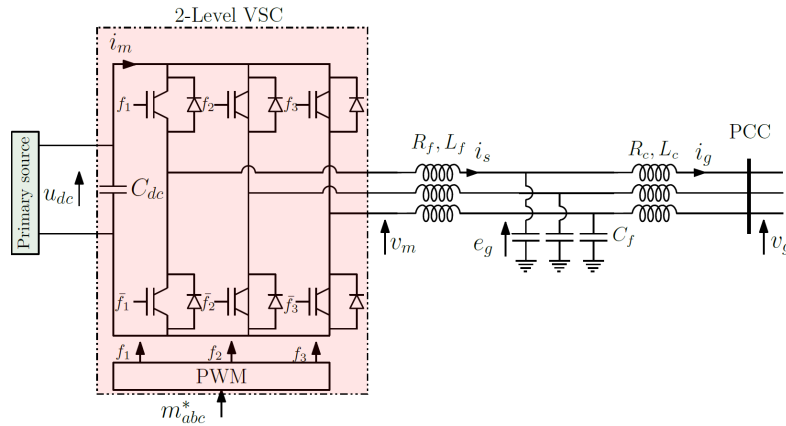 2-Level VSC
i_m
f_1
f_2
f_3
Primary source
u_dc
C_dc
R_f, L_f
i_s
R_c, L_c
i_g
PCC
v_m
e_g
C_f
v_g
f̄_1
f̄_2
f̄_3
f_1
f_2
f_3
PWM
m*_abc